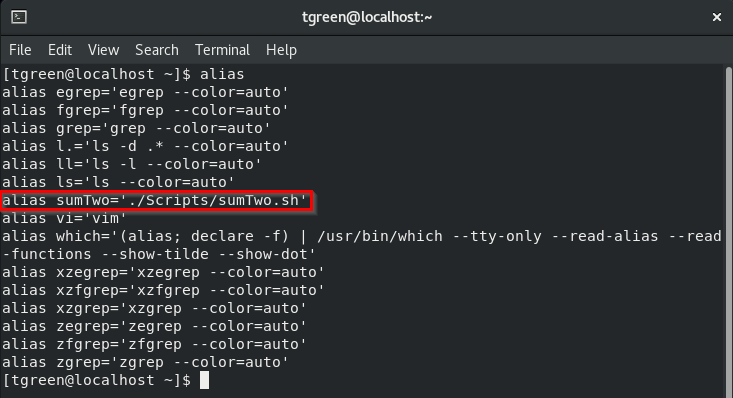 tgreen@localhost:~
File Edit View Search Terminal Help
[tgreen@localhost ~]$ alias
alias egrep='egrep --color=auto'
alias fgrep='fgrep --color=auto'
alias grep='grep --color=auto'
alias l.='ls -d .* --color=auto'
alias ll='ls -l --color=auto'
alias ls='ls --color=auto'
alias sumTwo='./Scripts/sumTwo.sh'
alias vi='vim'
alias which='(alias; declare -f) | /usr/bin/which --tty-only --read-alias --read
-functions --show-tilde --show-dot'
alias xzegrep='xzegrep --color=auto'
alias xzfgrep='xzfgrep --color=auto'
alias xzgrep='xzgrep --color=auto'
alias zegrep='zegrep --color=auto'
alias zfgrep='zfgrep --color=auto'
alias zgrep='zgrep --color=auto'
[tgreen@localhost ~]$